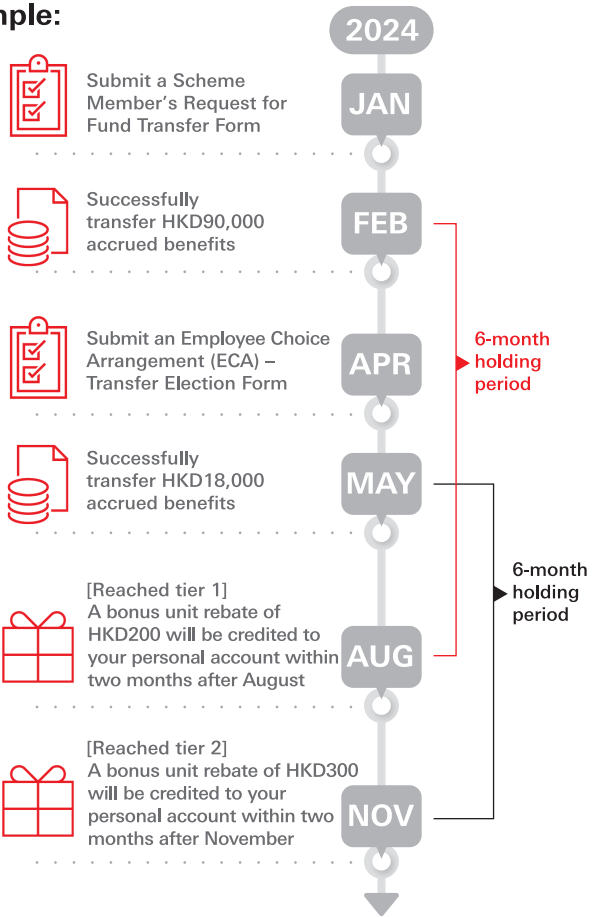 mple:
2024
Submit a Scheme
Member's Request for
Fund Transfer Form
JAN
Successfully
transfer HKD90,000
accrued benefits
FEB
6-month
holding
period
Submit an Employee Choice
Arrangement (ECA) –
Transfer Election Form
APR
Successfully
transfer HKD18,000
accrued benefits
MAY
6-month
holding
period
[Reached tier 1]
A bonus unit rebate of
HKD200 will be credited to
your personal account within
two months after August
AUG
[Reached tier 2]
A bonus unit rebate of HKD300
will be credited to your
personal account within two
months after November
NOV